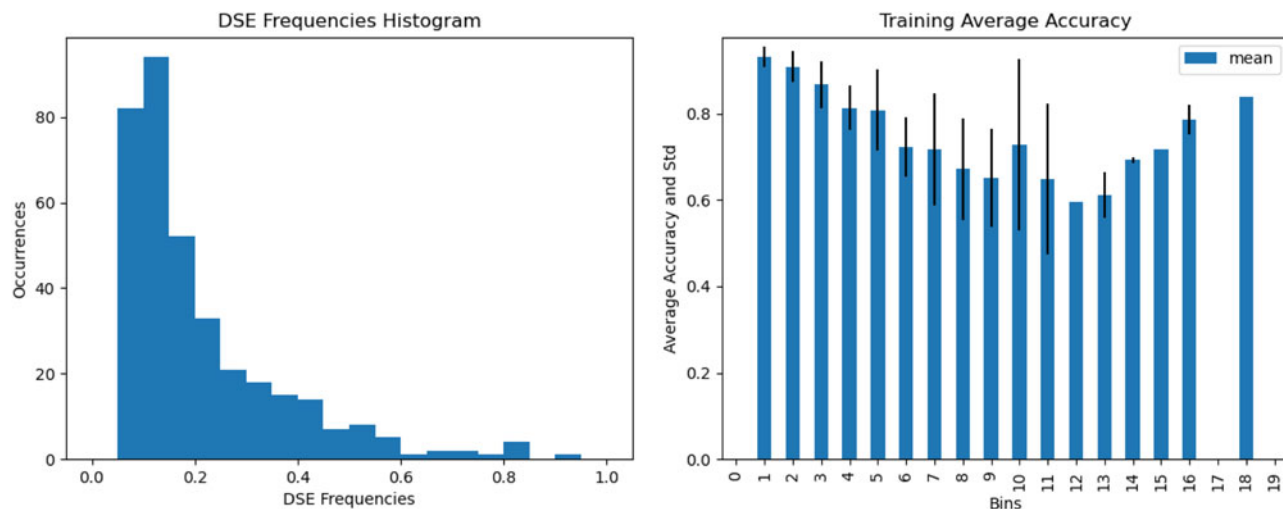 DSE Frequencies Histogram
Occurrences
80
60
40
20
0
0.0 0.2 0.4 0.6 0.8 1.0
DSE Frequencies
Training Average Accuracy
mean
Average Accuracy and Std
0.8
0.6
0.4
0.2
0.0
0 1 2 3 4 5 6 7 8 9 10 11 12 13 14 15 16 17 18 19
Bins